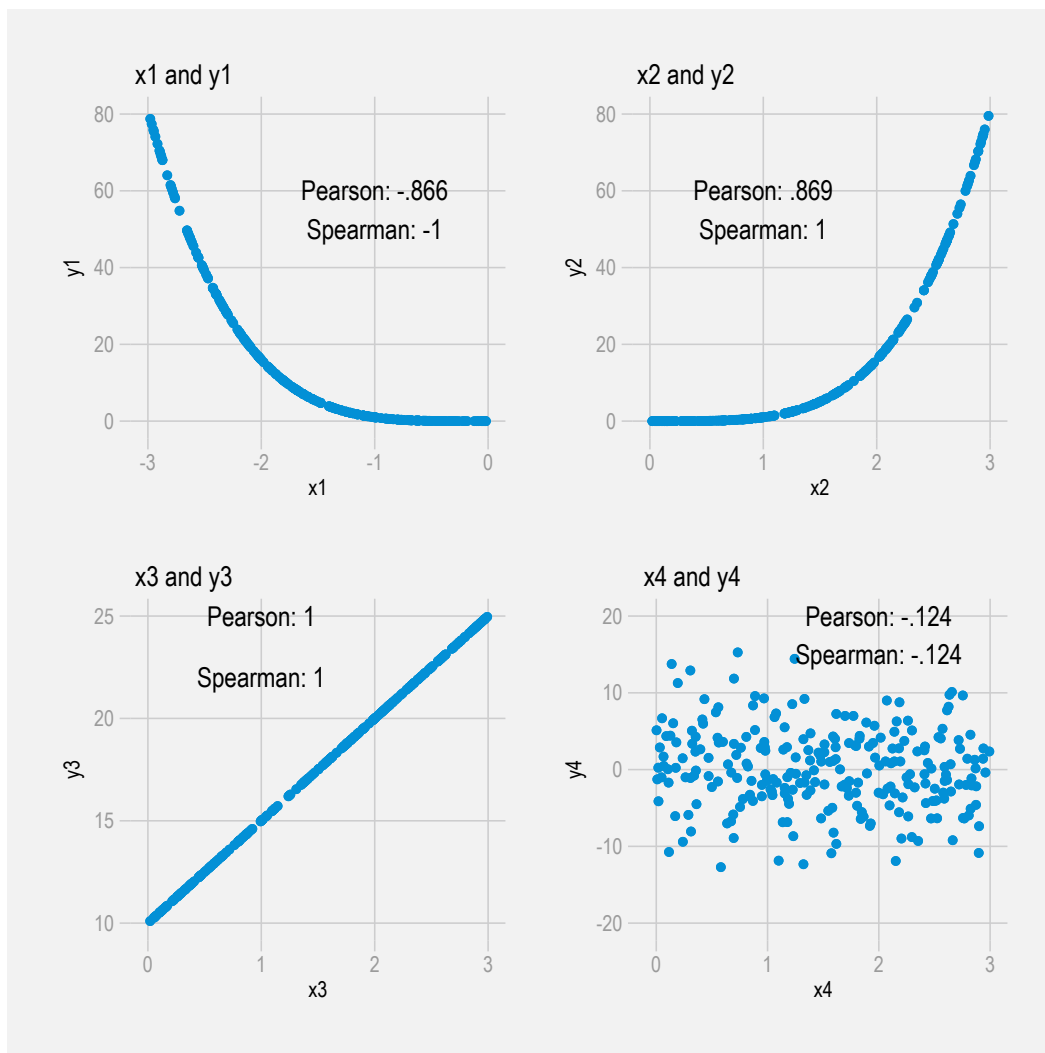 x1 and y1
80
60
40
20
0
y1
Pearson: -.866
Spearman: -1
-3 -2 -1 0
x1
x2 and y2
80
60
40
20
0
y2
Pearson: .869
Spearman: 1
0 1 2 3
x2
x3 and y3
25
20
15
10
y3
Pearson: 1
Spearman: 1
0 1 2 3
x3
x4 and y4
20
10
0
-10
-20
y4
Pearson: -.124
Spearman: -.124
0 1 2 3
x4